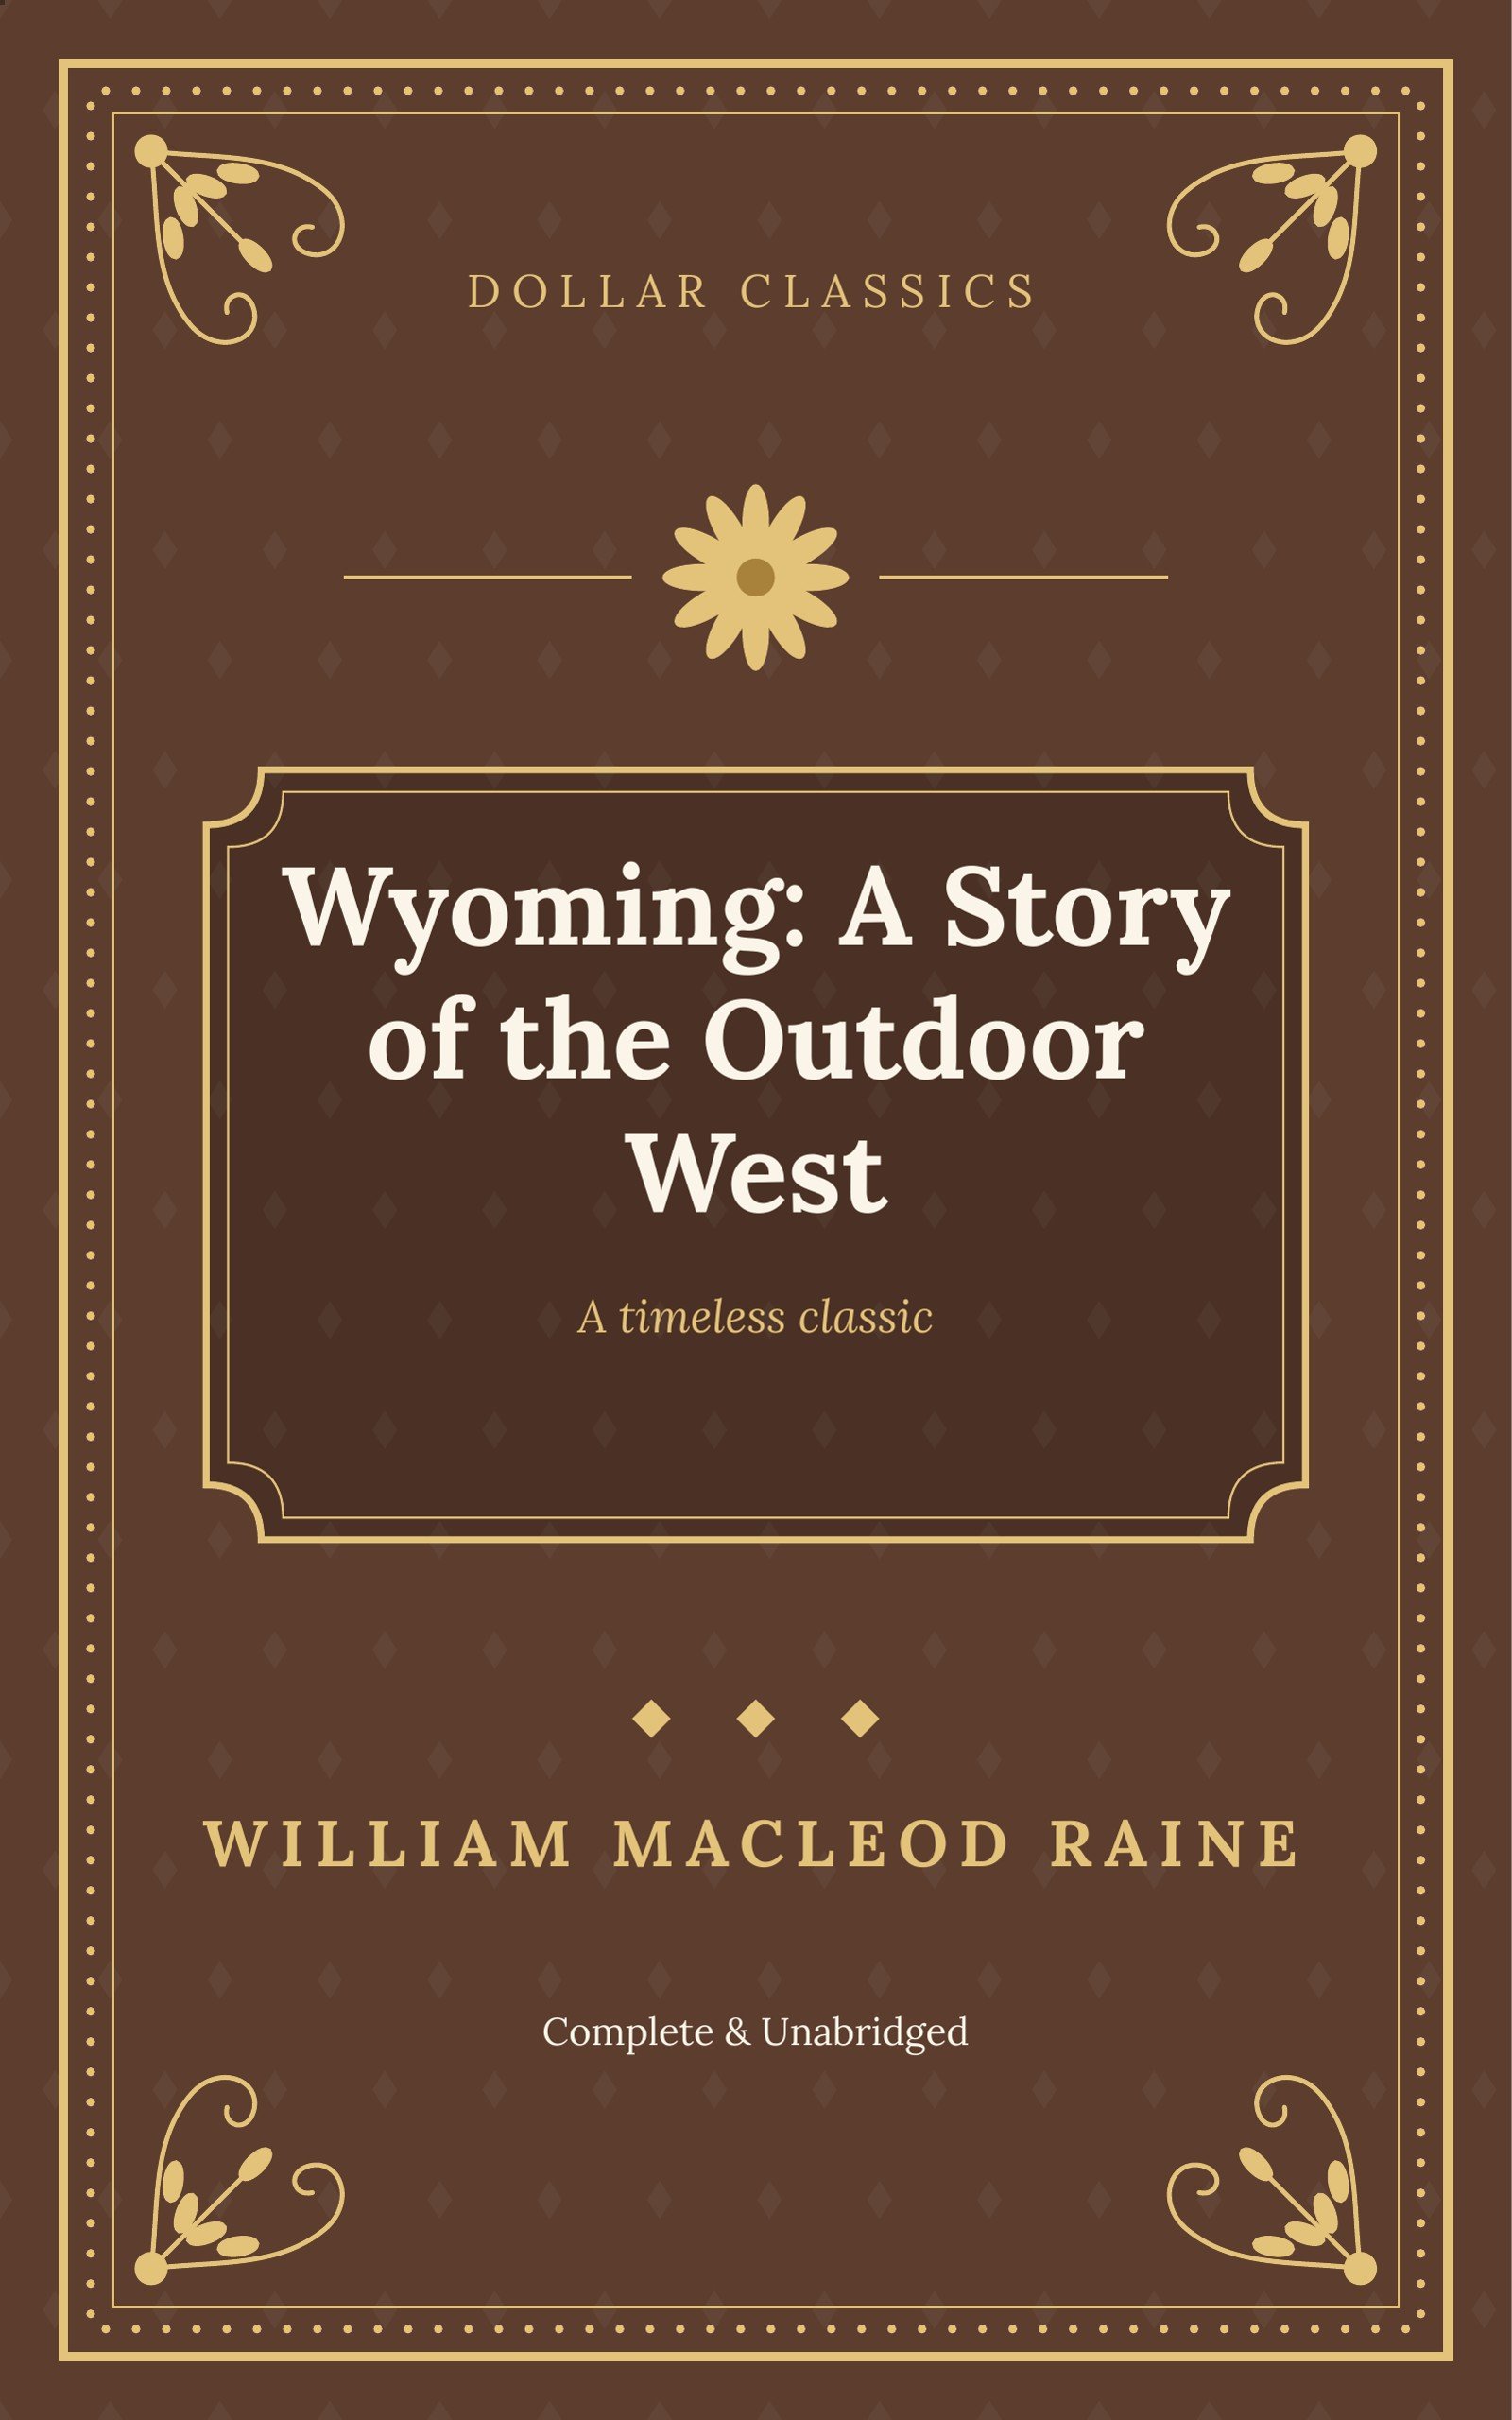 DOLLAR CLASSICS
Wyoming: A Story
of the Outdoor
West
A timeless classic
WILLIAM MACLEOD RAINE
Complete & Unabridged